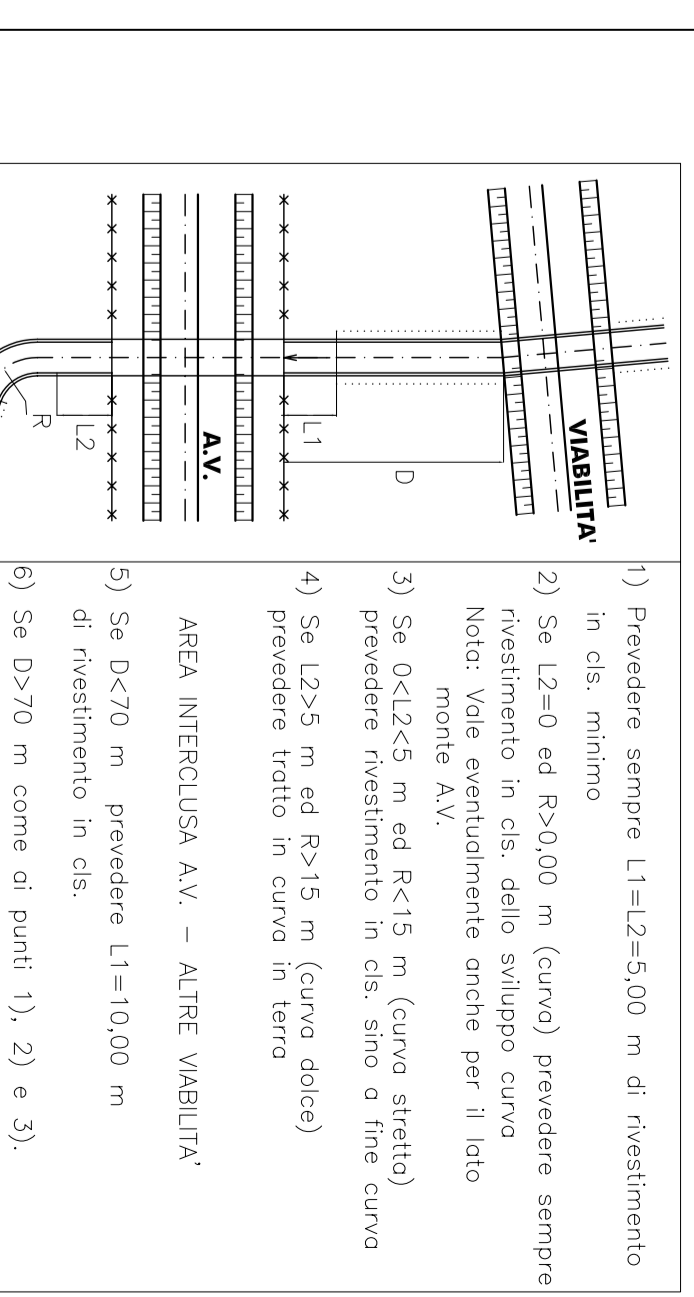 VIABILITA'
D
L1
A.V.
L2
R
1) Prevedere sempre L1=L2=5,00 m di rivestimento
in cls. minimo
2) Se L2=0 ed R>0,00 m (curva) prevedere sempre
rivestimento in cls. dello sviluppo curva
Nota: Vale eventualmente anche per il lato
monte A.V.
3) Se 0<L2<5 m ed R<15 m (curva stretta)
prevedere rivestimento in cls. sino a fine curva
4) Se L2>5 m ed R>15 m (curva dolce)
prevedere tratto in curva in terra
AREA INTERCLUSA A.V. – ALTRE VIABILITA'
5) Se D<70 m prevedere L1=10,00 m
di rivestimento in cls.
6) Se D>70 m come ai punti 1), 2) e 3).